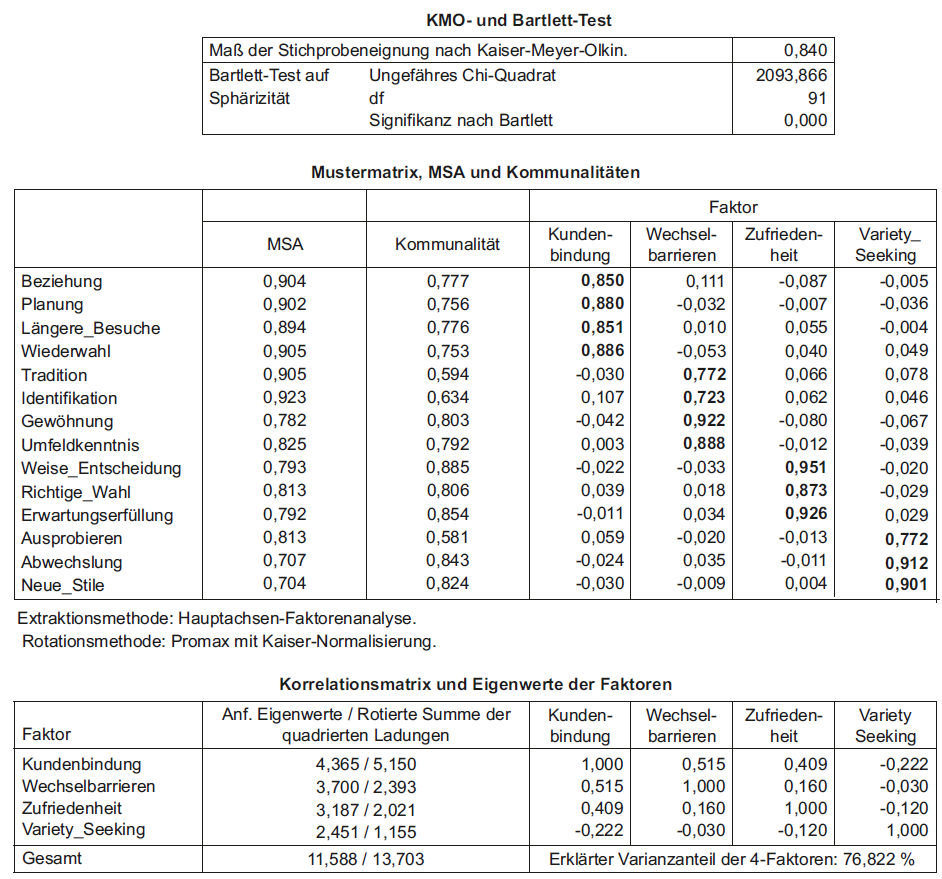 KMO- und Bartlett-Test
Maß der Stichprobeneignung nach Kaiser-Meyer-Olkin. 0,840
Bartlett-Test auf Ungefähres Chi-Quadrat 2093,866
Sphärizität df 91
Signifikanz nach Bartlett 0,000
Mustermatrix, MSA und Kommunalitäten
Faktor
MSA Kommunalität Kunden- Wechsel- Zufrieden- Variety_
bindung barrieren heit Seeking
Beziehung 0,904 0,777 0,850 0,111 -0,087 -0,005
Planung 0,902 0,756 0,880 -0,032 -0,007 -0,036
Längere_Besuche 0,894 0,776 0,851 0,010 0,055 -0,004
Wiederwahl 0,905 0,753 0,886 -0,053 0,040 0,049
Tradition 0,905 0,594 -0,030 0,772 0,066 0,078
Identifikation 0,923 0,634 0,107 0,723 0,062 0,046
Gewöhnung 0,782 0,803 -0,042 0,922 -0,080 -0,067
Umfeldkenntnis 0,825 0,792 0,003 0,888 -0,012 -0,039
Weise_Entscheidung 0,793 0,885 -0,022 -0,033 0,951 -0,020
Richtige_Wahl 0,813 0,806 0,039 0,018 0,873 -0,029
Erwartungserfüllung 0,792 0,854 -0,011 0,034 0,926 0,029
Ausprobieren 0,813 0,581 0,059 -0,020 -0,013 0,772
Abwechslung 0,707 0,843 -0,024 0,035 -0,011 0,912
Neue_Stile 0,704 0,824 -0,030 -0,009 0,004 0,901
Extraktionsmethode: Hauptachsen-Faktorenanalyse.
Rotationsmethode: Promax mit Kaiser-Normalisierung.
Korrelationsmatrix und Eigenwerte der Faktoren
Faktor Anf. Eigenwerte / Rotierte Summe der Kunden- Wechsel- Zufrieden- Variety
quadrierten Ladungen bindung barrieren heit Seeking
Kundenbindung 4,365 / 5,150 1,000 0,515 0,409 -0,222
Wechselbarrieren 3,700 / 2,393 0,515 1,000 0,160 -0,030
Zufriedenheit 3,187 / 2,021 0,409 0,160 1,000 -0,120
Variety_Seeking 2,451 / 1,155 -0,222 -0,030 -0,120 1,000
Gesamt 11,588 / 13,703 Erklärter Varianzanteil der 4-Faktoren: 76,822 %